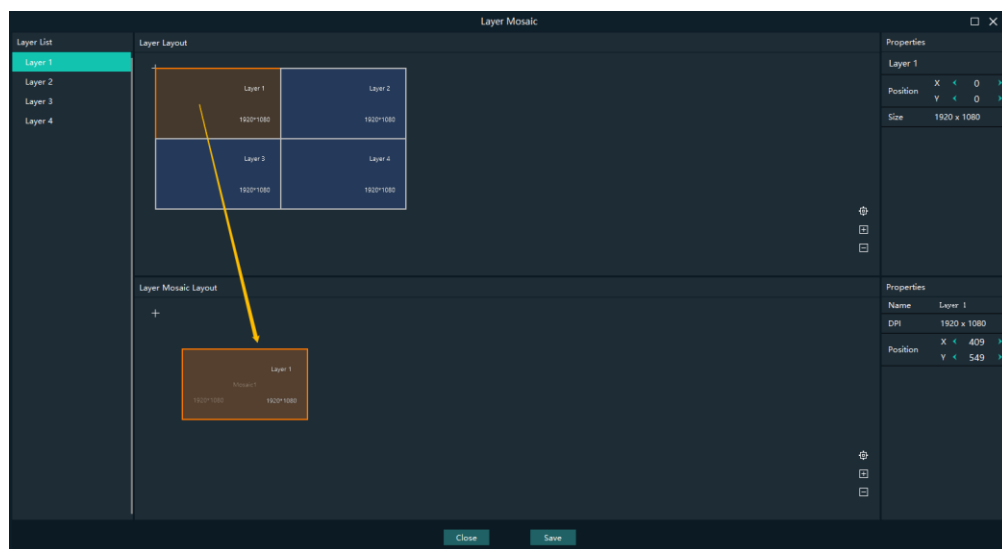 Layer Mosaic
Layer List
Layer 1
Layer 2
Layer 3
Layer 4
Layer Layout
Layer 1
1920*1080
Layer 2
1920*1080
Layer 3
1920*1080
Layer 4
1920*1080
Properties
Layer 1
Position X 0
Y 0
Size 1920 x 1080
Layer Mosaic Layout
Layer 1
Mosaic1
1920*1080 1920*1080
Properties
Name Layer 1
DPI 1920 x 1080
Position X 409
Y 549
Close Save